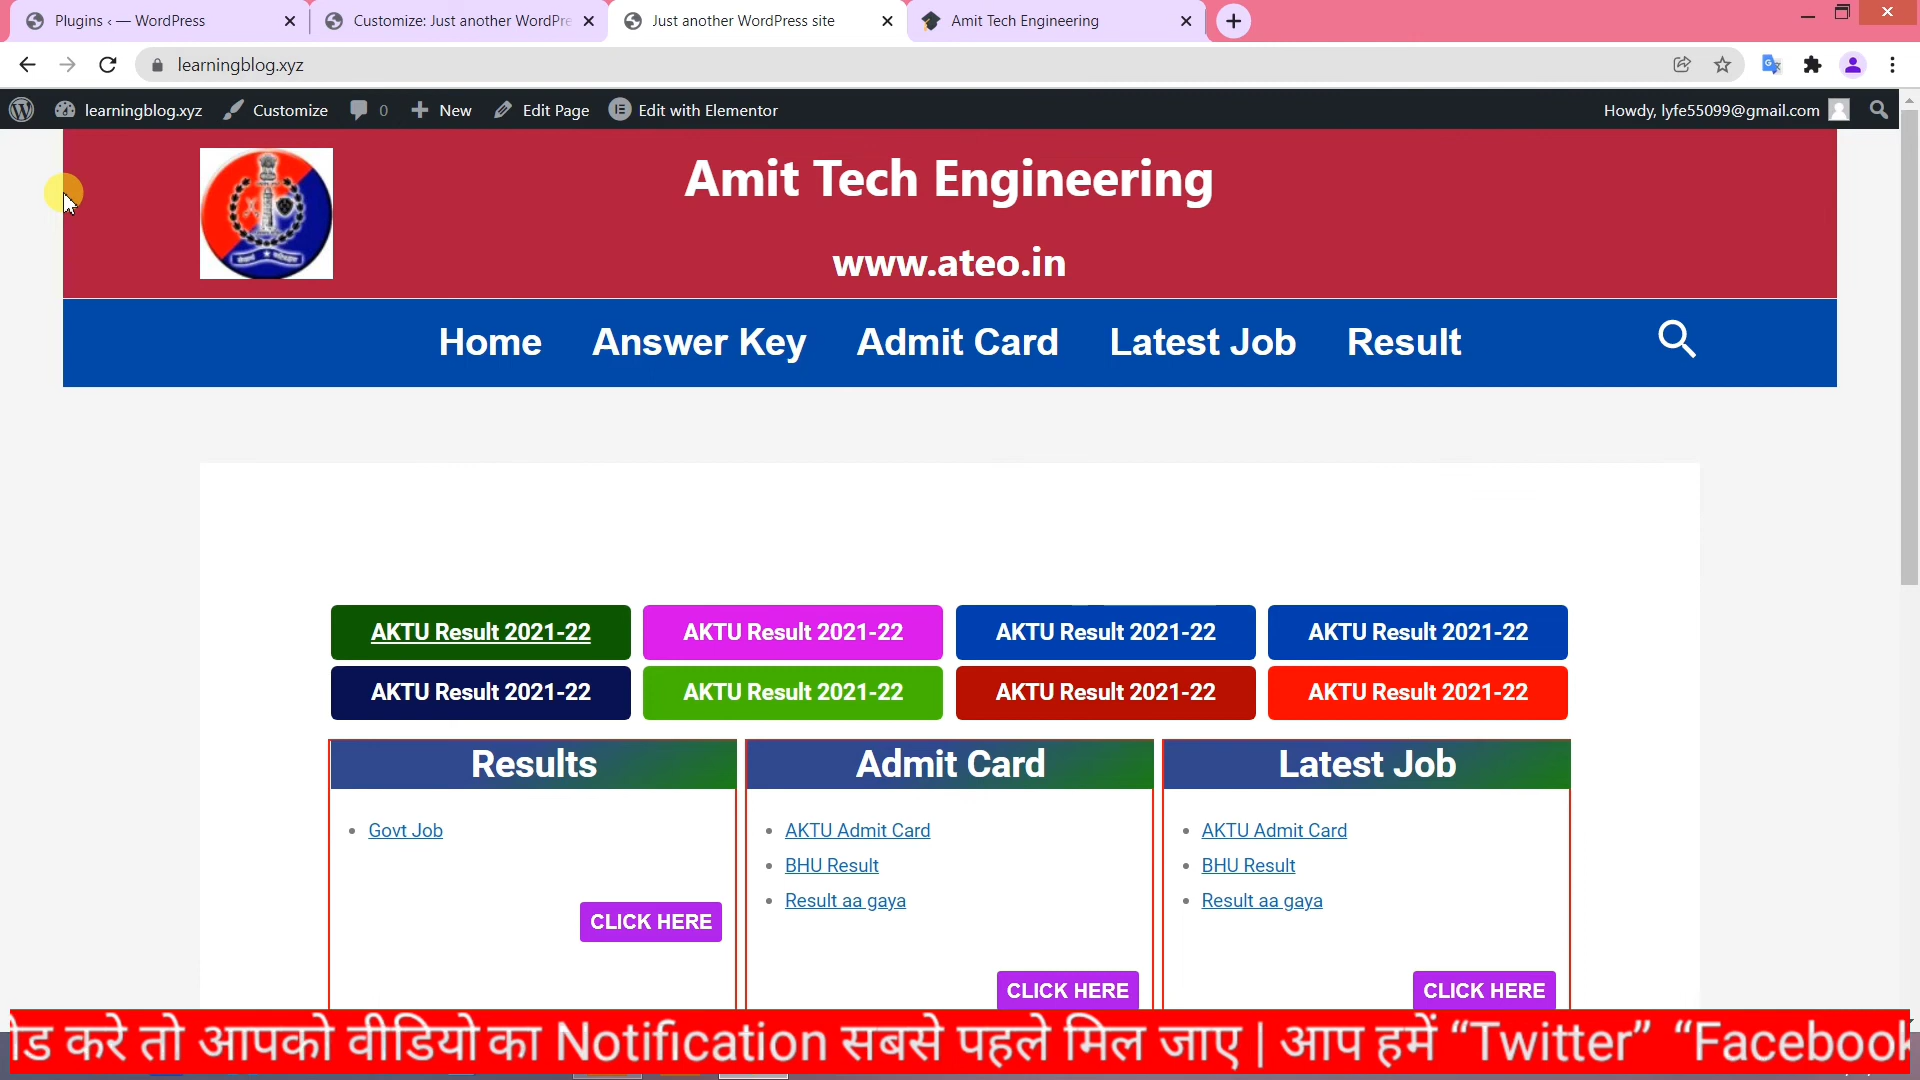 Plugins ‹ — WordPress
Customize: Just another WordPre
Just another WordPress site
Amit Tech Engineering
learningblog.xyz
learningblog.xyz
Customize
0
New
Edit Page
Edit with Elementor
Howdy, lyfe55099@gmail.com
Amit Tech Engineering
www.ateo.in
Home
Answer Key
Admit Card
Latest Job
Result
AKTU Result 2021-22
AKTU Result 2021-22
AKTU Result 2021-22
AKTU Result 2021-22
AKTU Result 2021-22
AKTU Result 2021-22
AKTU Result 2021-22
AKTU Result 2021-22
Results
Govt Job
CLICK HERE
Admit Card
AKTU Admit Card
BHU Result
Result aa gaya
CLICK HERE
Latest Job
AKTU Admit Card
BHU Result
Result aa gaya
CLICK HERE
करे तो आपको वीडियो का Notification सबसे पहले मिल जाए | आप हमें “Twitter” “Facebook